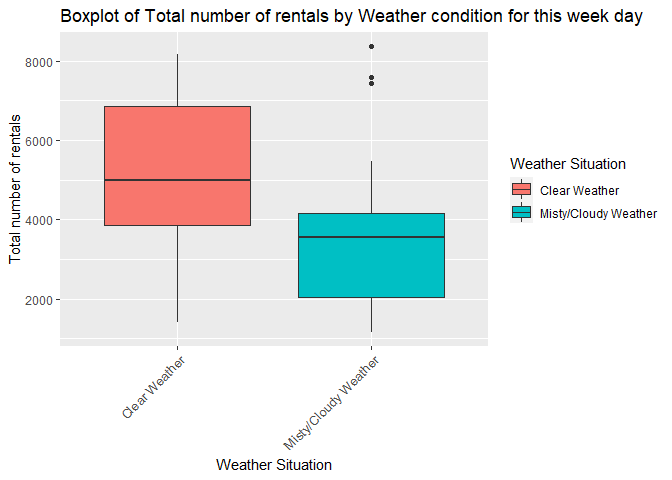 Boxplot of Total number of rentals by Weather condition for this week day
8000
6000
4000
2000
Total number of rentals
Clear Weather
Misty/Cloudy Weather
Weather Situation
Weather Situation
Clear Weather
Misty/Cloudy Weather